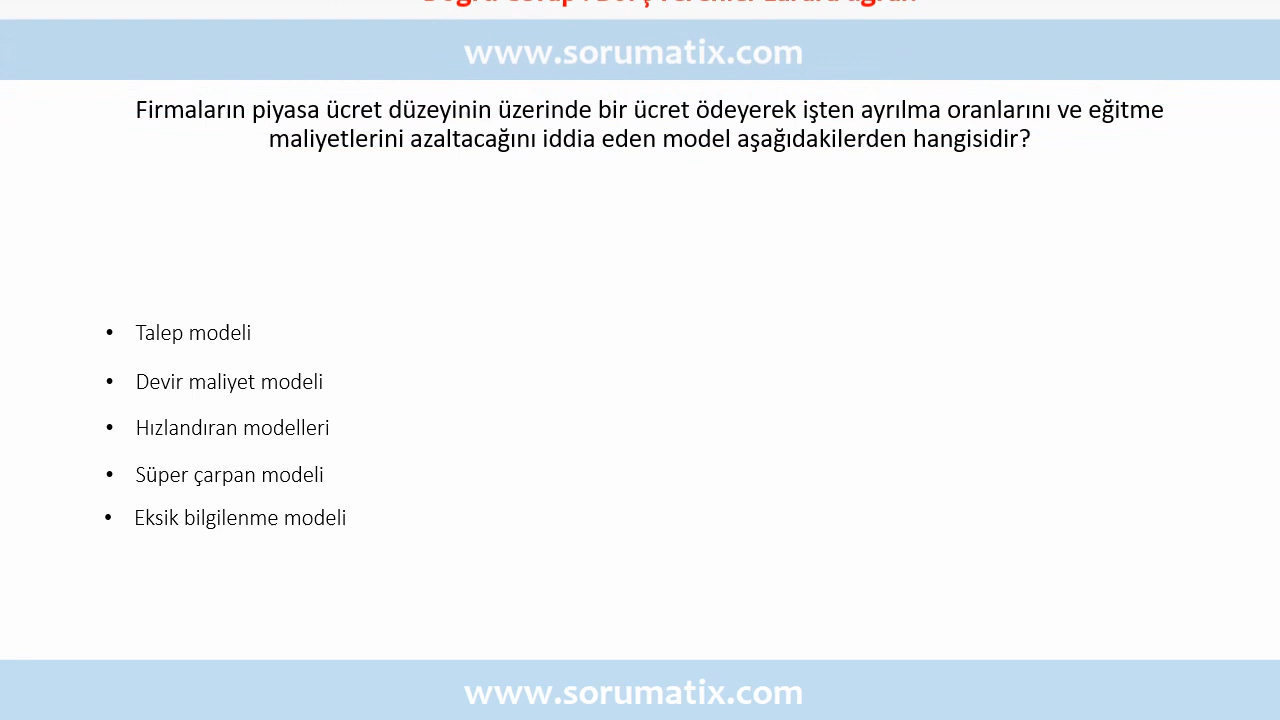 www.sorumatix.com
Firmaların piyasa ücret düzeyinin üzerinde bir ücret ödeyerek işten ayrılma oranlarını ve eğitme
maliyetlerini azaltacağını iddia eden model aşağıdakilerden hangisidir?
• Talep modeli
• Devir maliyet modeli
• Hızlandıran modelleri
• Süper çarpan modeli
• Eksik bilgilenme modeli
www.sorumatix.com